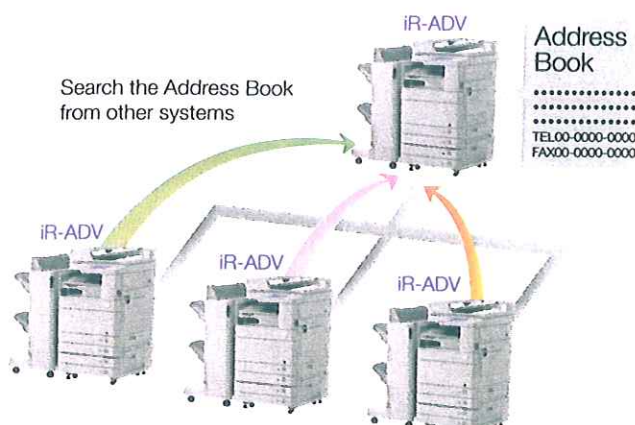 iR-ADV
Address
Book
Search the Address Book
from other systems
TEL00-0000-0000
FAX00-0000-0000
iR-ADV
iR-ADV
iR-ADV